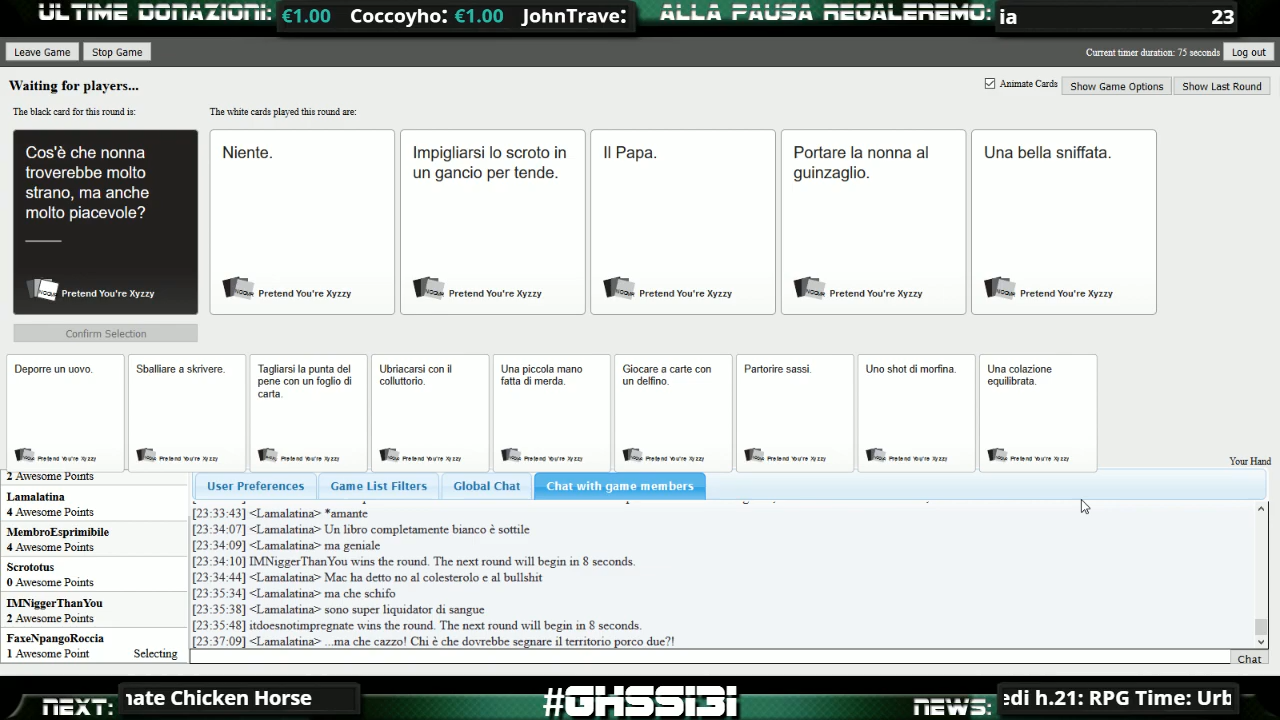 ULTIME DONAZIONI: €1.00 Coccoyho: €1.00 JohnTrave: ALLA PAUSA REGALEREMO: ia 23
Leave Game Stop Game Current timer duration: 75 seconds Log out
Waiting for players... Animate Cards Show Game Options Show Last Round
The black card for this round is: The white cards played this round are:
Cos'è che nonna
troverebbe molto
strano, ma anche
molto piacevole?
Pretend You're Xyzzy
Niente.
Pretend You're Xyzzy
Impigliarsi lo scroto in
un gancio per tende.
Pretend You're Xyzzy
Il Papa.
Pretend You're Xyzzy
Portare la nonna al
guinzaglio.
Pretend You're Xyzzy
Una bella sniffata.
Pretend You're Xyzzy
Confirm Selection
Deporre un uovo.
Pretend You're Xyzzy
Sballiare a skrivere.
Pretend You're Xyzzy
Tagliarsi la punta del
pene con un foglio di
carta.
Pretend You're Xyzzy
Ubriacarsi con il
colluttorio.
Pretend You're Xyzzy
Una piccola mano
fatta di merda.
Pretend You're Xyzzy
Giocare a carte con
un delfino.
Pretend You're Xyzzy
Partorire sassi.
Pretend You're Xyzzy
Uno shot di morfina.
Pretend You're Xyzzy
Una colazione
equilibrata.
Pretend You're Xyzzy
Your Hand
2 Awesome Points
Lamalatina
4 Awesome Points
MembroEsprimibile
4 Awesome Points
Scrototus
0 Awesome Points
IMNiggerThanYou
2 Awesome Points
FaxeNpangoRoccia
1 Awesome Point Selecting
User Preferences Game List Filters Global Chat Chat with game members
[23:33:43] <Lamalatina> *amante
[23:34:07] <Lamalatina> Un libro completamente bianco è sottile
[23:34:09] <Lamalatina> ma geniale
[23:34:10] IMNiggerThanYou wins the round. The next round will begin in 8 seconds.
[23:34:44] <Lamalatina> Mac ha detto no al colesterolo e al bullshit
[23:35:34] <Lamalatina> ma che schifo
[23:35:38] <Lamalatina> sono super liquidator di sangue
[23:35:48] itdoesnotimpregnate wins the round. The next round will begin in 8 seconds.
[23:37:09] <Lamalatina> ...ma che cazzo! Chi è che dovrebbe segnare il territorio porco due?!
Chat
NEXT: nate Chicken Horse #GHSSI3I NEWS: edi h.21: RPG Time: Urb